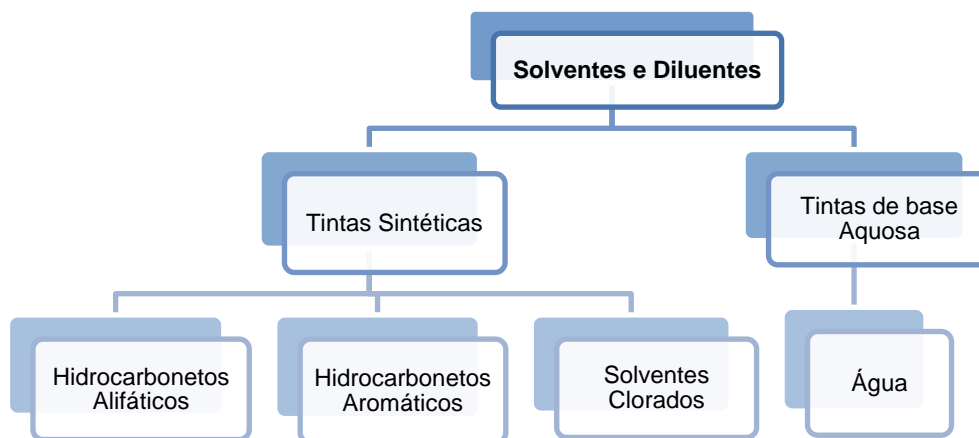 Solventes e Diluentes
Tintas Sintéticas
Tintas de base
Aquosa
Hidrocarbonetos
Alifáticos
Hidrocarbonetos
Aromáticos
Solventes
Clorados
Água